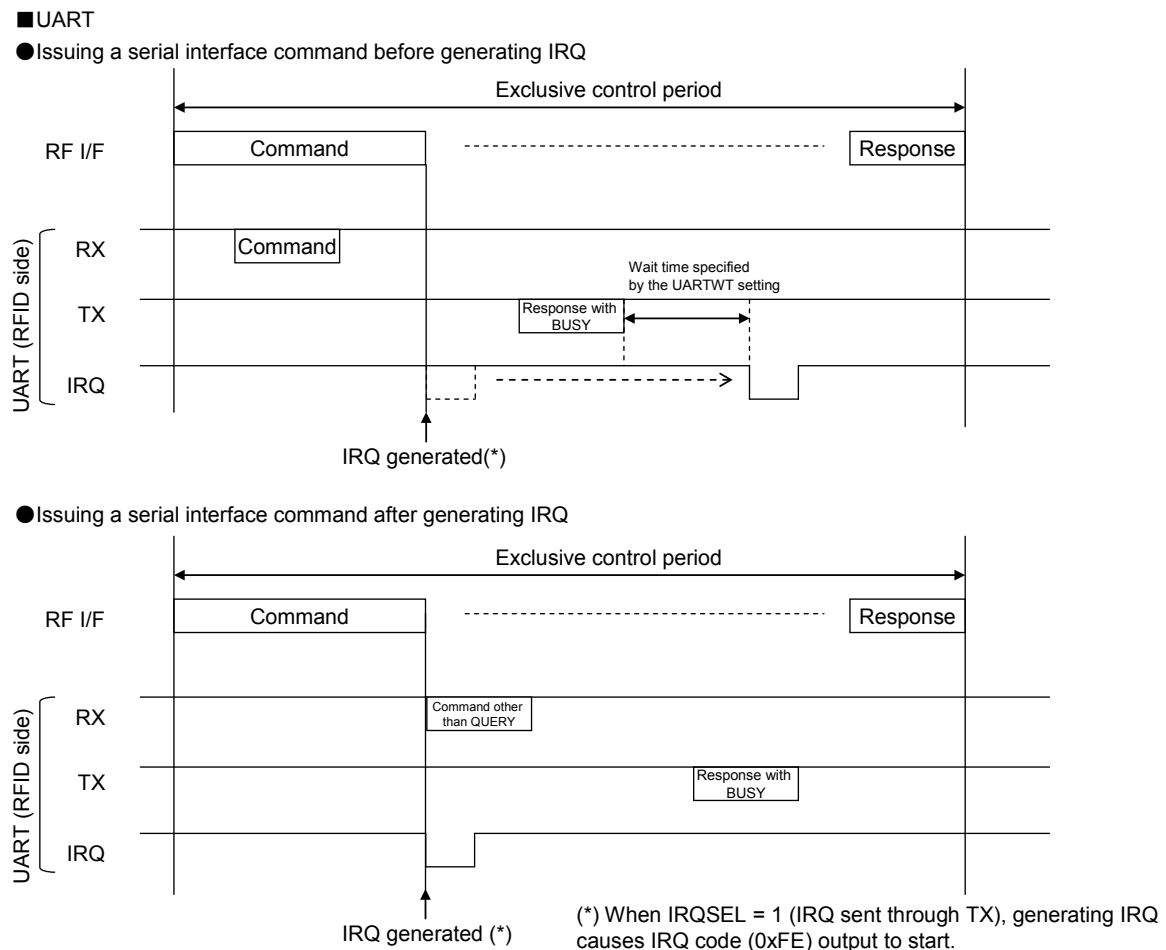 ■UART
●Issuing a serial interface command before generating IRQ
Exclusive control period
RF I/F
Command
Response
UART (RFID side)
RX
Command
Wait time specified
by the UARTWT setting
TX
Response with
BUSY
IRQ
IRQ generated(*)
●Issuing a serial interface command after generating IRQ
Exclusive control period
RF I/F
Command
Response
UART (RFID side)
RX
Command other
than QUERY
TX
Response with
BUSY
IRQ
IRQ generated (*)
(*) When IRQSEL = 1 (IRQ sent through TX), generating IRQ
causes IRQ code (0xFE) output to start.